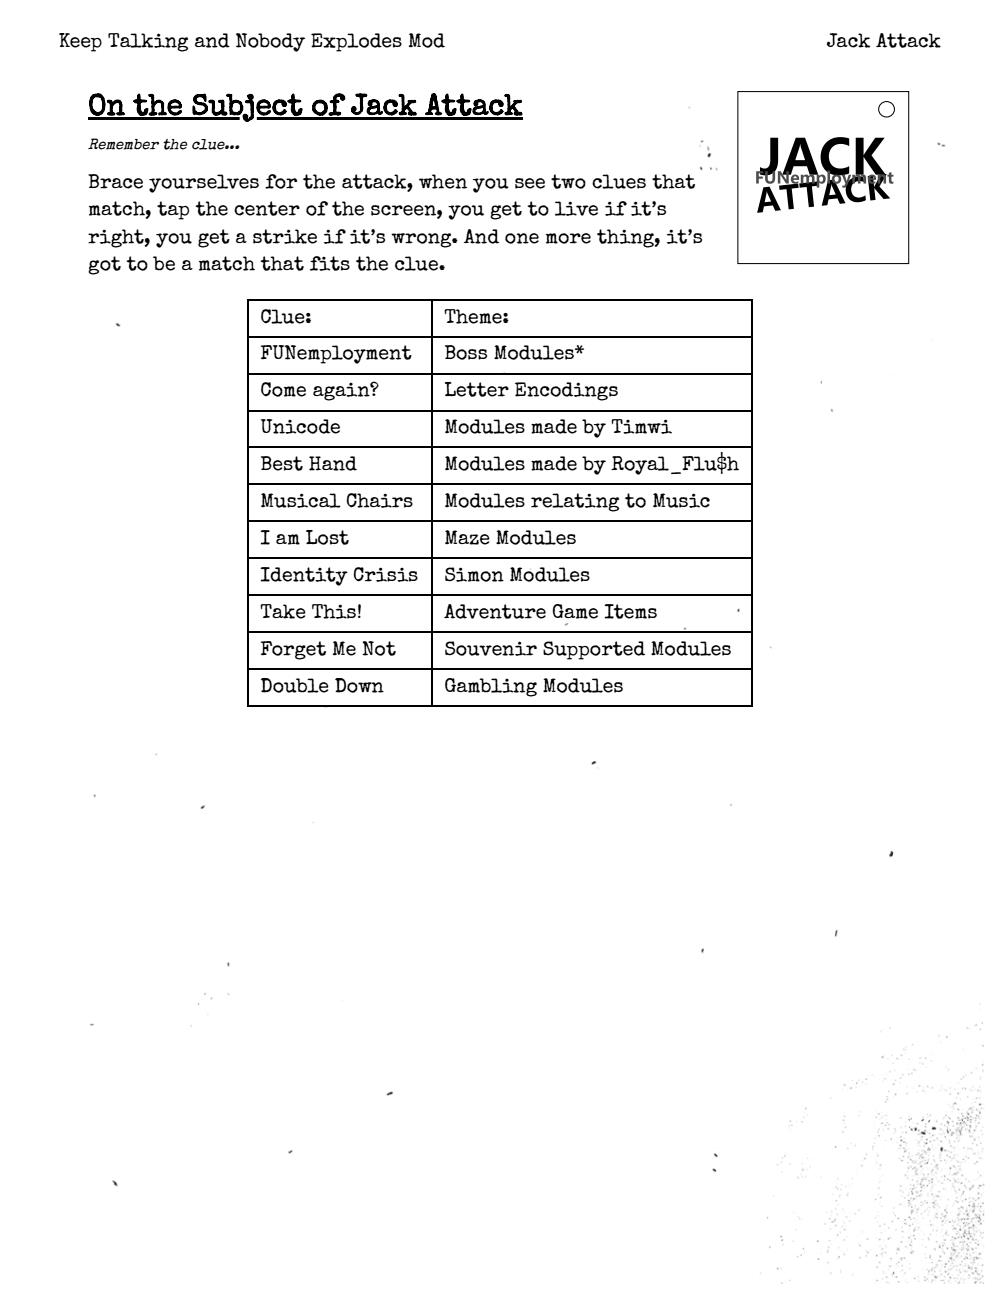 Keep Talking and Nobody Explodes Mod
Jack Attack
On the Subject of Jack Attack
Remember the clue…
Brace yourselves for the attack, when you see two clues that
match, tap the center of the screen, you get to live if it’s
right, you get a strike if it’s wrong. And one more thing, it’s
got to be a match that fits the clue.
JACK
FUNemployment
ATTACK
Clue: Theme:
FUNemployment Boss Modules*
Come again? Letter Encodings
Unicode Modules made by Timwi
Best Hand Modules made by Royal_Flu$h
Musical Chairs Modules relating to Music
I am Lost Maze Modules
Identity Crisis Simon Modules
Take This! Adventure Game Items
Forget Me Not Souvenir Supported Modules
Double Down Gambling Modules